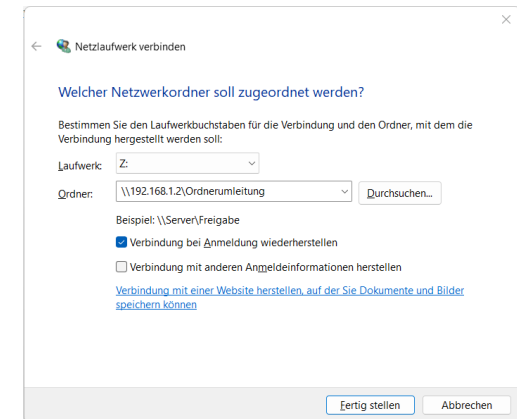 Netzlaufwerk verbinden
Welcher Netzwerkordner soll zugeordnet werden?
Bestimmen Sie den Laufwerkbuchstaben für die Verbindung und den Ordner, mit dem die
Verbindung hergestellt werden soll:
Laufwerk: Z:
Ordner: \\192.168.1.2\Ordnerumleitung Durchsuchen...
Beispiel: \\Server\Freigabe
Verbindung bei Anmeldung wiederherstellen
Verbindung mit anderen Anmeldeinformationen herstellen
Verbindung mit einer Website herstellen, auf der Sie Dokumente und Bilder
speichern können
Fertig stellen Abbrechen